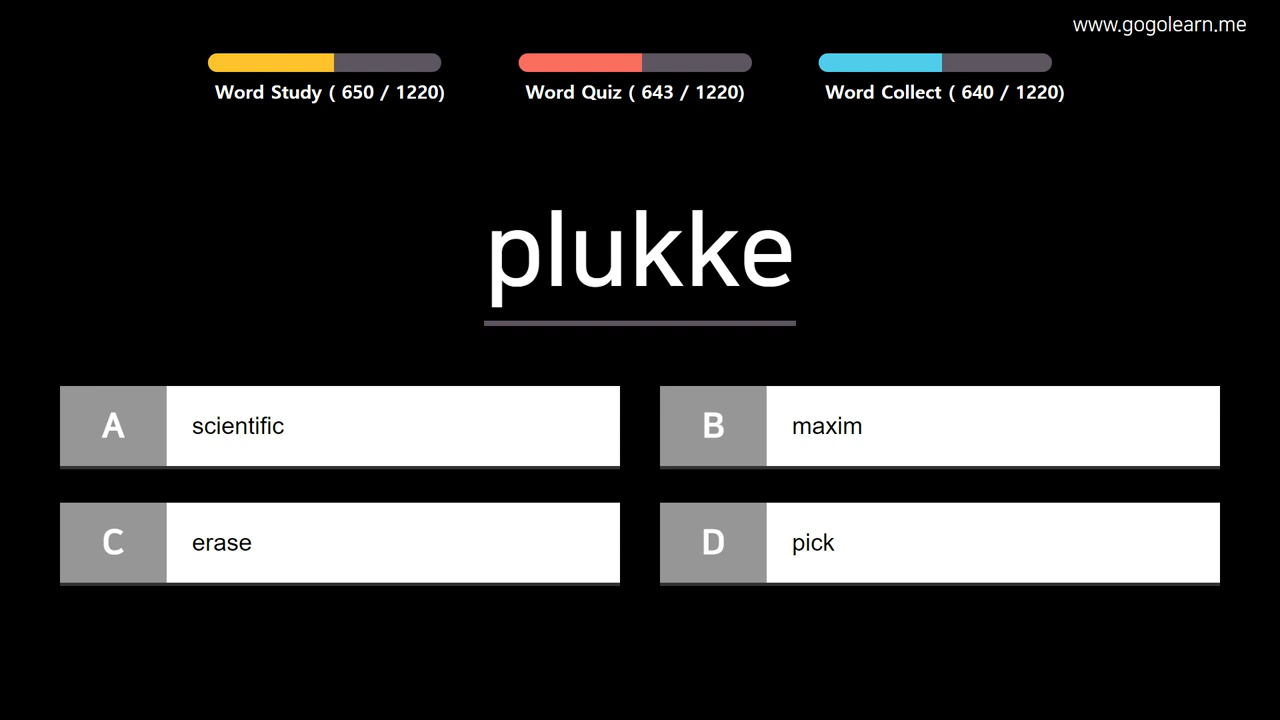 www.gogolearn.me
Word Study ( 650 / 1220)
Word Quiz ( 643 / 1220)
Word Collect ( 640 / 1220)
plukke
A scientific
B maxim
C erase
D pick